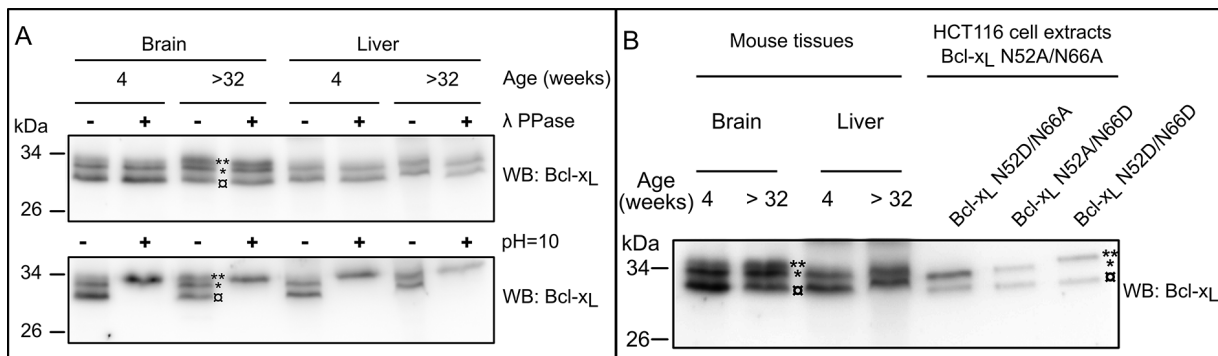 A
Brain Liver
4 >32 4 >32 Age (weeks)
- + - + - + - + λ PPase
kDa
34
** * ¤
26
WB: Bcl-xL
- + - + - + - + pH=10
34
** * ¤
26
WB: Bcl-xL
B
Mouse tissues
HCT116 cell extracts
Bcl-xL N52A/N66A
Brain Liver
Age (weeks)
4 > 32 4 > 32
Bcl-xL N52D/N66A
Bcl-xL N52A/N66D
Bcl-xL N52D/N66D
kDa
34
** * ¤
** * ¤
26
WB: Bcl-xL